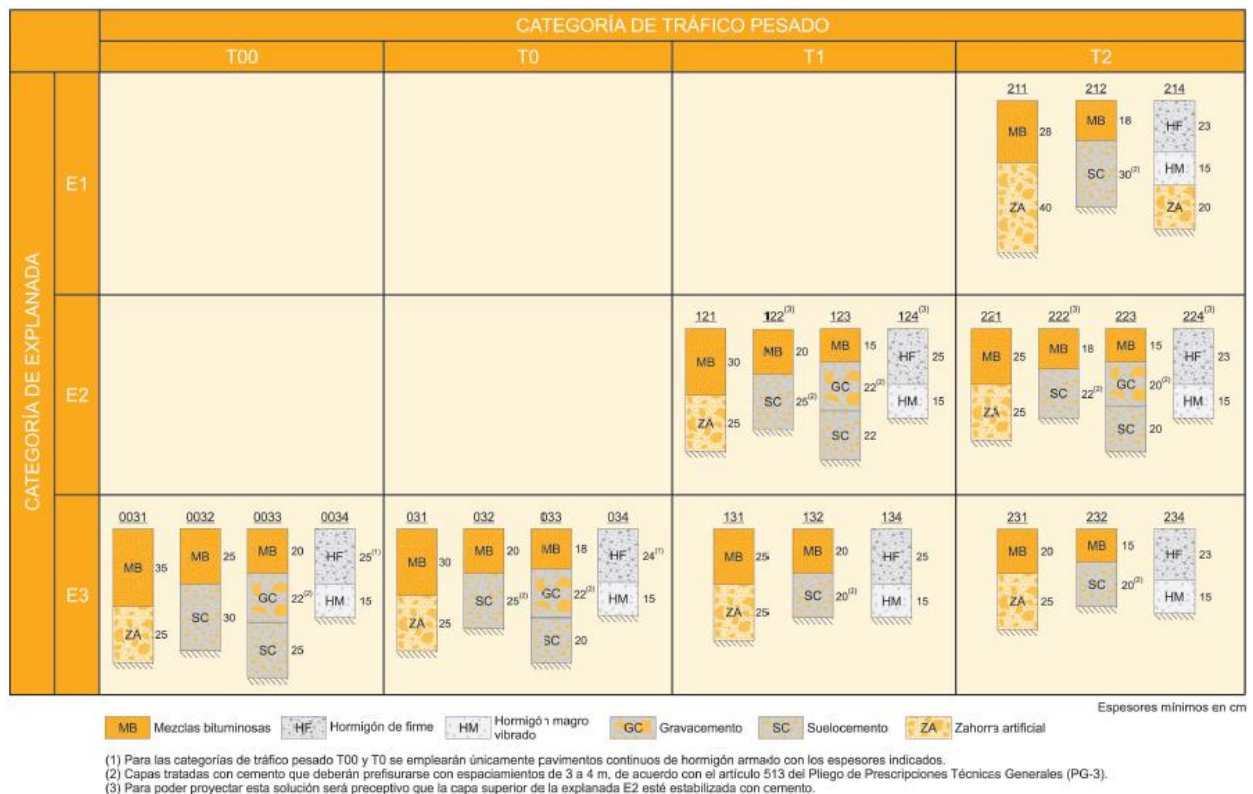 CATEGORÍA DE TRÁFICO PESADO
T00 T0 T1 T2
CATEGORÍA DE EXPLANADA
E1
211 212 214
MB 28 MB 18 HF 23
ZA 40 SC 30(2) HM 15
ZA 20
E2
121 122(3) 123 124(3) 221 222(3) 223 224(3)
MB 30 MB 20 MB 15 HF 25 MB 25 MB 18 MB 15 HF 23
ZA 25 SC 25(2) GC 22(2) HM 15 ZA 25 SC 22(2) GC 20(2) HM 15
SC 22 SC 20
E3
0031 0032 0033 0034 031 032 033 034 131 132 134 231 232 234
MB 35 MB 25 MB 20 HF 25(1) MB 30 MB 20 MB 18 HF 24(1) MB 25 MB 20 HF 25 MB 20 MB 15 HF 23
ZA 25 SC 30 GC 22(2) HM 15 ZA 25 SC 25(2) GC 22(2) HM 15 ZA 25 SC 20(2) HM 15 ZA 25 SC 20(2) HM 15
SC 25 SC 20
Espesores mínimos en cm
MB Mezclas bituminosas HF Hormigón de firme HM Hormigón magro vibrado GC Gravacemento SC Suelocemento ZA Zahorra artificial
(1) Para las categorías de tráfico pesado T00 y T0 se emplearán únicamente pavimentos continuos de hormigón armado con los espesores indicados.
(2) Capas tratadas con cemento que deberán prefisurarse con espaciamientos de 3 a 4 m, de acuerdo con el artículo 513 del Pliego de Prescripciones Técnicas Generales (PG-3).
(3) Para poder proyectar esta solución será preceptivo que la capa superior de la explanada E2 esté estabilizada con cemento.